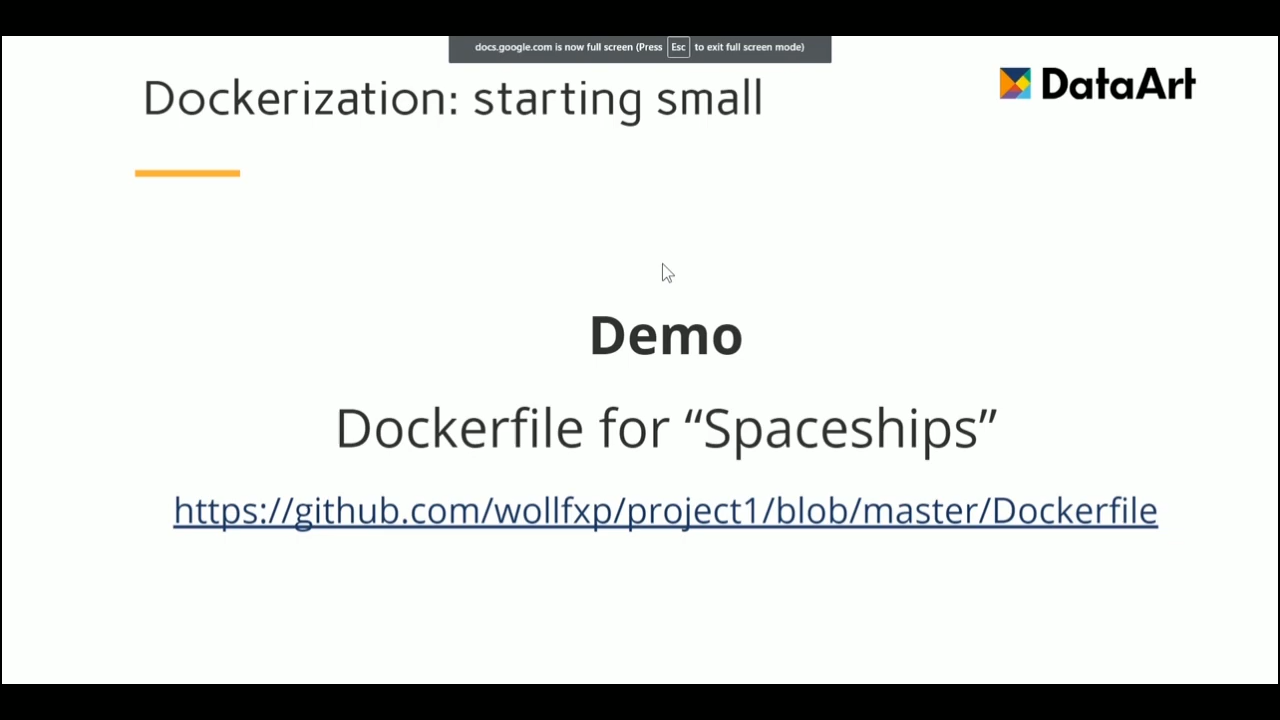 docs.google.com is now full screen (Press Esc to exit full screen mode)
Dockerization: starting small
DataArt
Demo
Dockerfile for “Spaceships”
https://github.com/wollfxp/project1/blob/master/Dockerfile